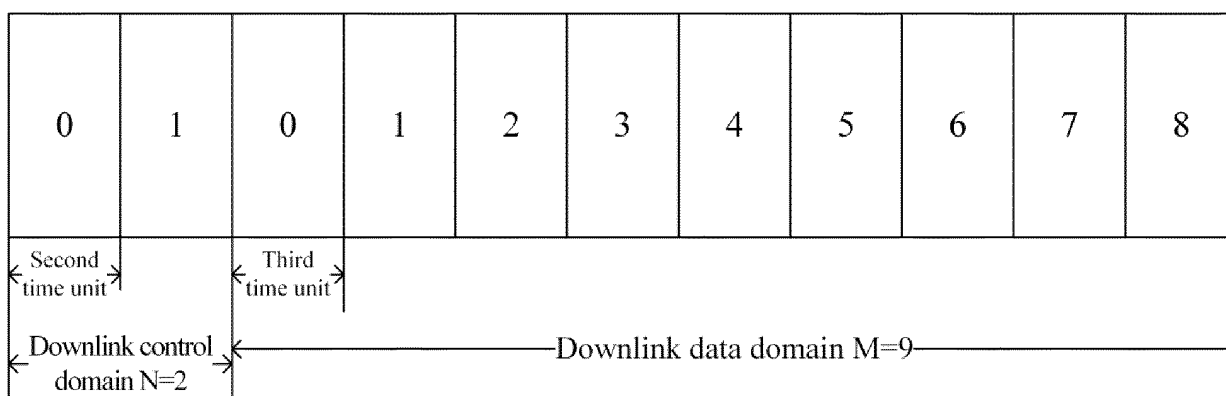 0 1 0 1 2 3 4 5 6 7 8
Second Third
time unit time unit
Downlink control
domain N=2
Downlink data domain M=9